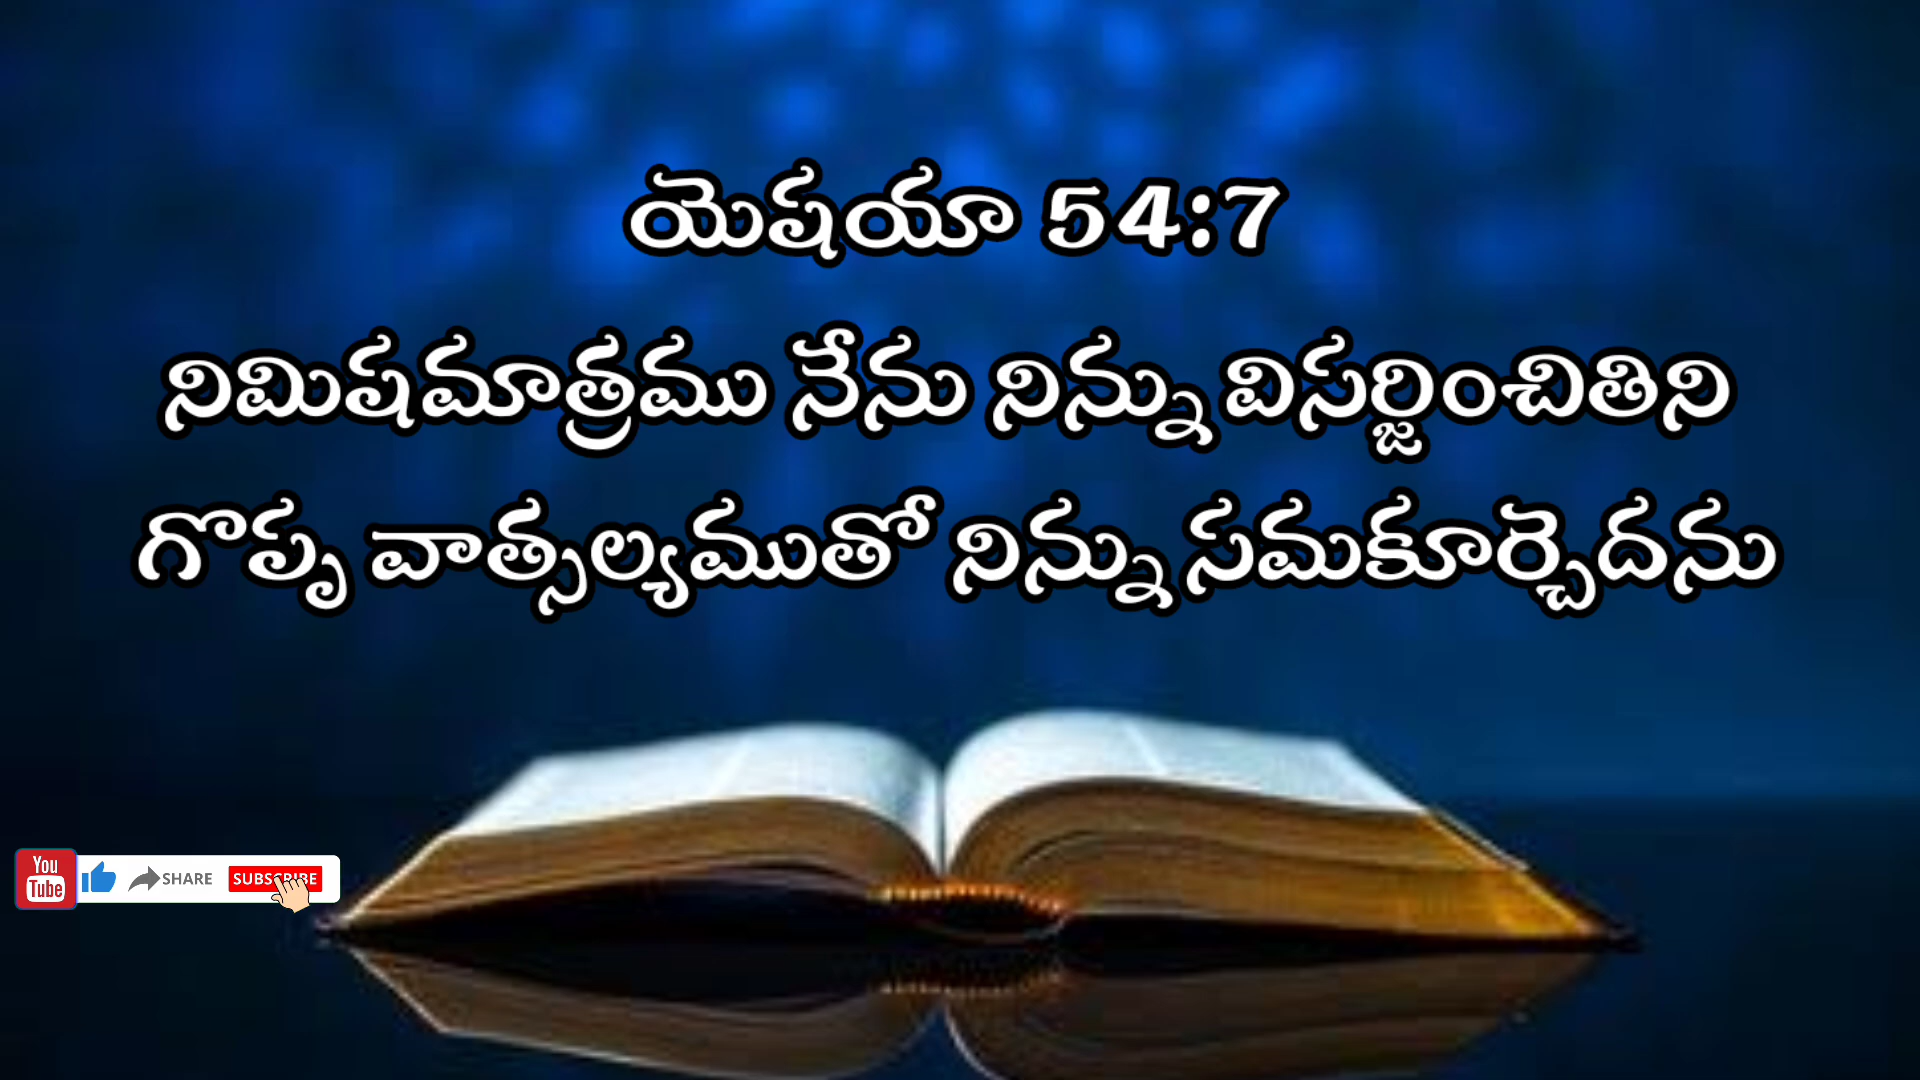 యెషయా 54:7
నిమిషమాత్రము నేను నిన్ను విసర్జించితిని
గొప్ప వాత్సల్యముతో నిన్ను సమకూర్చెదను
You
Tube
SHARE
SUBSCRIBE